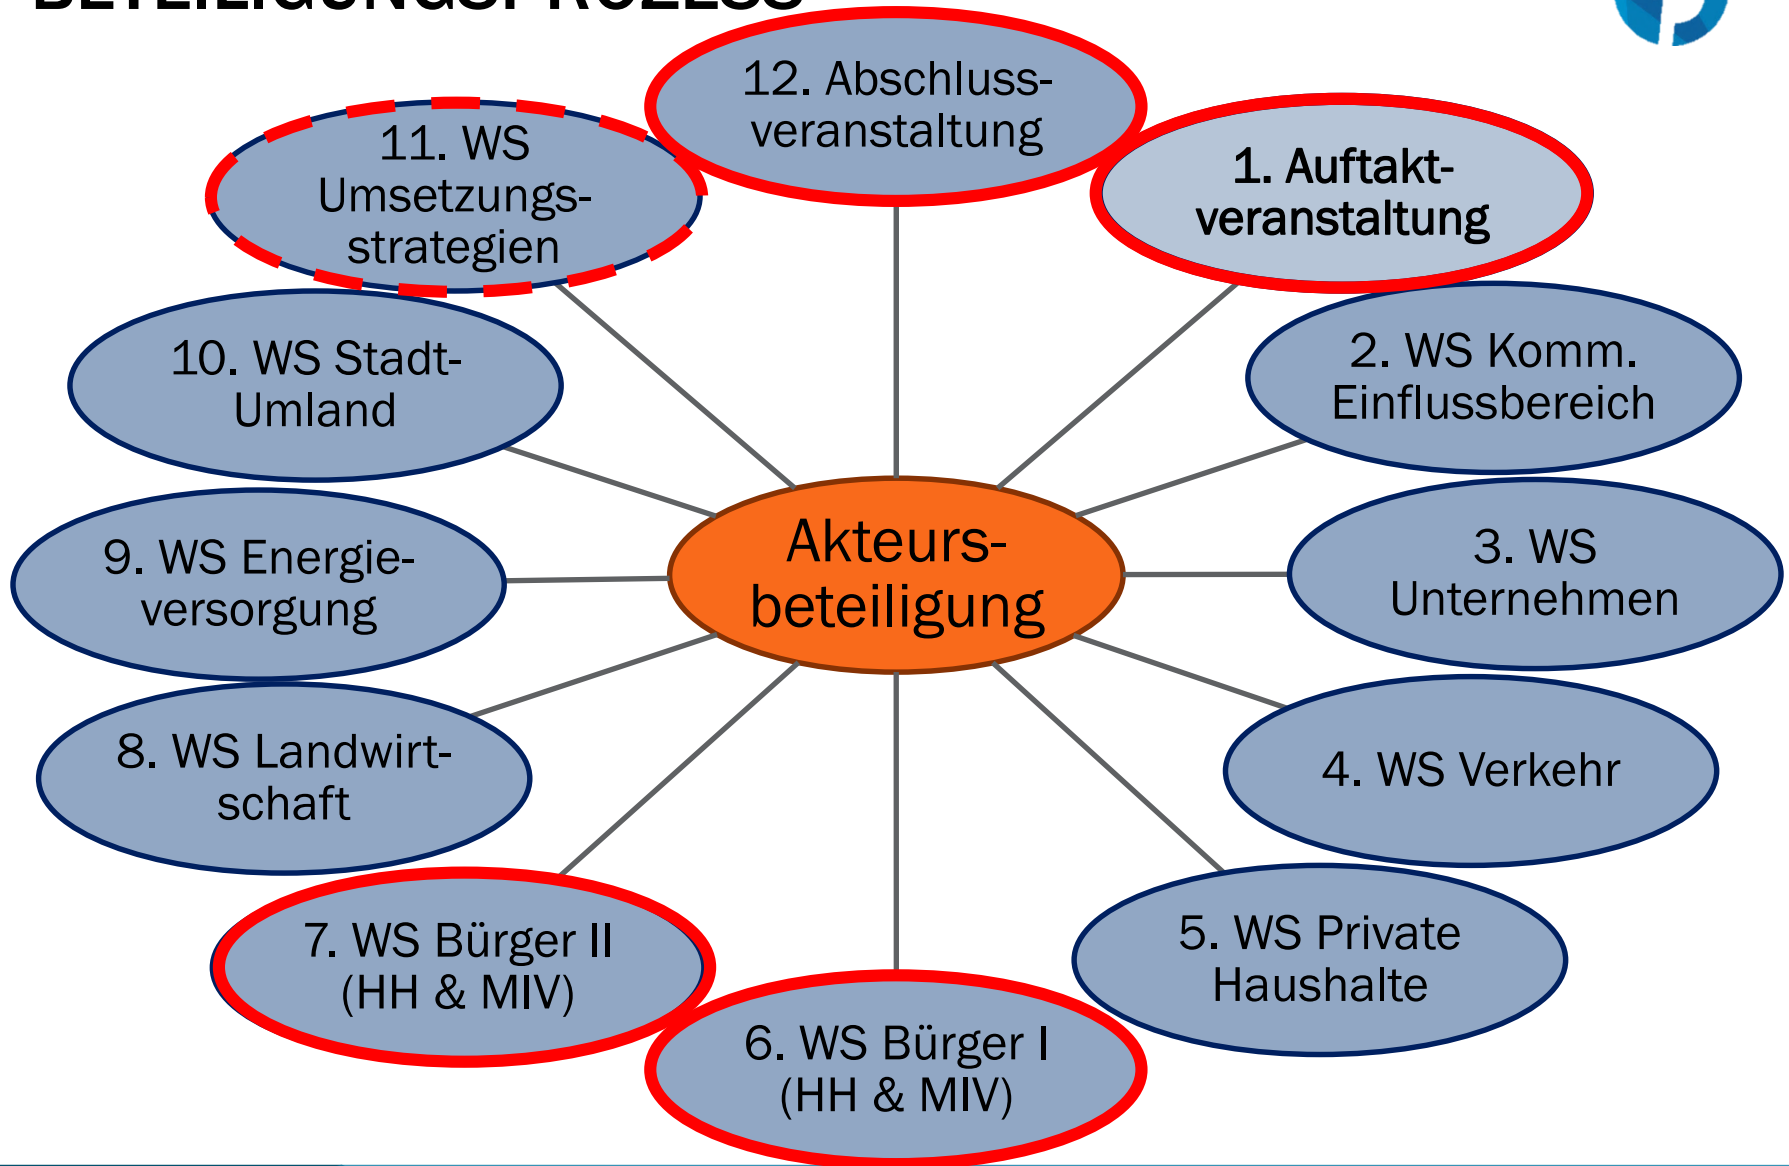 BETEILIGUNGSPROZESS
12. Abschluss-
veranstaltung
1. Auftakt-
veranstaltung
2. WS Komm.
Einflussbereich
3. WS
Unternehmen
4. WS Verkehr
5. WS Private
Haushalte
6. WS Bürger I
(HH & MIV)
7. WS Bürger II
(HH & MIV)
8. WS Landwirt-
schaft
9. WS Energie-
versorgung
10. WS Stadt-
Umland
11. WS
Umsetzungs-
strategien
Akteurs-
beteiligung